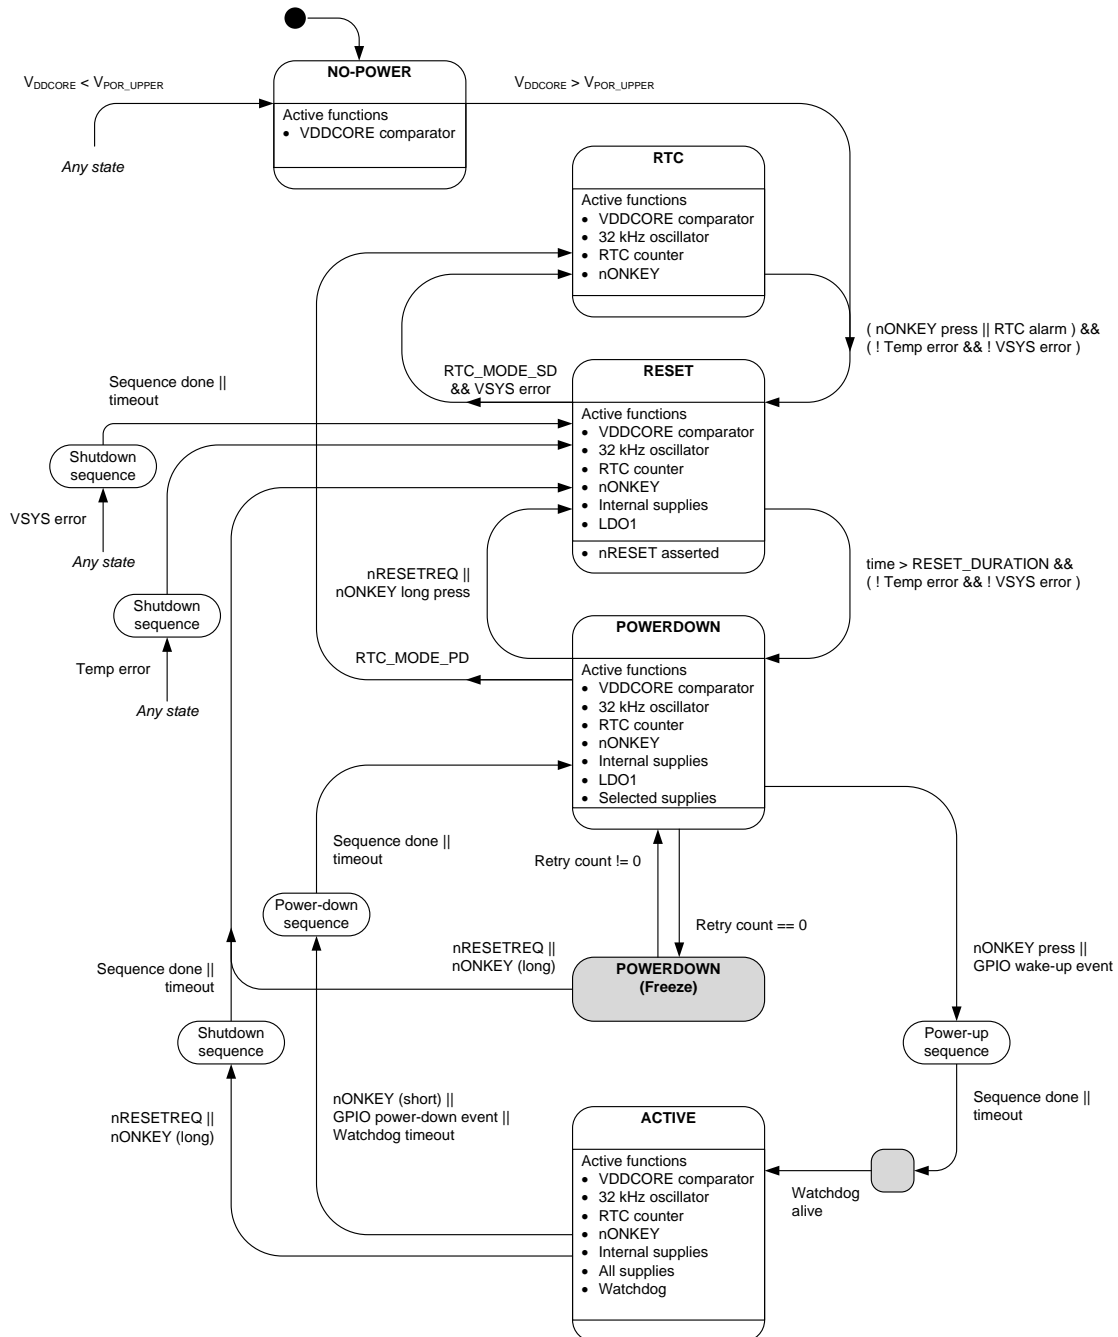 NO-POWER
V_DDCORE < V_POR_UPPER
V_DDCORE > V_POR_UPPER
Active functions
• VDDCORE comparator
Any state
RTC
Active functions
• VDDCORE comparator
• 32 kHz oscillator
• RTC counter
• nONKEY
( nONKEY press || RTC alarm ) &&
( ! Temp error && ! VSYS error )
RTC_MODE_SD
&& VSYS error
RESET
Sequence done ||
timeout
Active functions
• VDDCORE comparator
• 32 kHz oscillator
• RTC counter
• nONKEY
• Internal supplies
• LDO1
• nRESET asserted
Shutdown
sequence
VSYS error
Any state
nRESETREQ ||
nONKEY long press
time > RESET_DURATION &&
( ! Temp error && ! VSYS error )
Shutdown
sequence
Temp error
Any state
POWERDOWN
RTC_MODE_PD
Active functions
• VDDCORE comparator
• 32 kHz oscillator
• RTC counter
• nONKEY
• Internal supplies
• LDO1
• Selected supplies
Sequence done ||
timeout
Retry count != 0
Power-down
sequence
Retry count == 0
nRESETREQ ||
nONKEY (long)
POWERDOWN
(Freeze)
nONKEY press ||
GPIO wake-up event
Sequence done ||
timeout
Shutdown
sequence
Power-up
sequence
nONKEY (short) ||
GPIO power-down event ||
Watchdog timeout
nRESETREQ ||
nONKEY (long)
Sequence done ||
timeout
ACTIVE
Active functions
• VDDCORE comparator
• 32 kHz oscillator
• RTC counter
• nONKEY
• Internal supplies
• All supplies
• Watchdog
Watchdog
alive